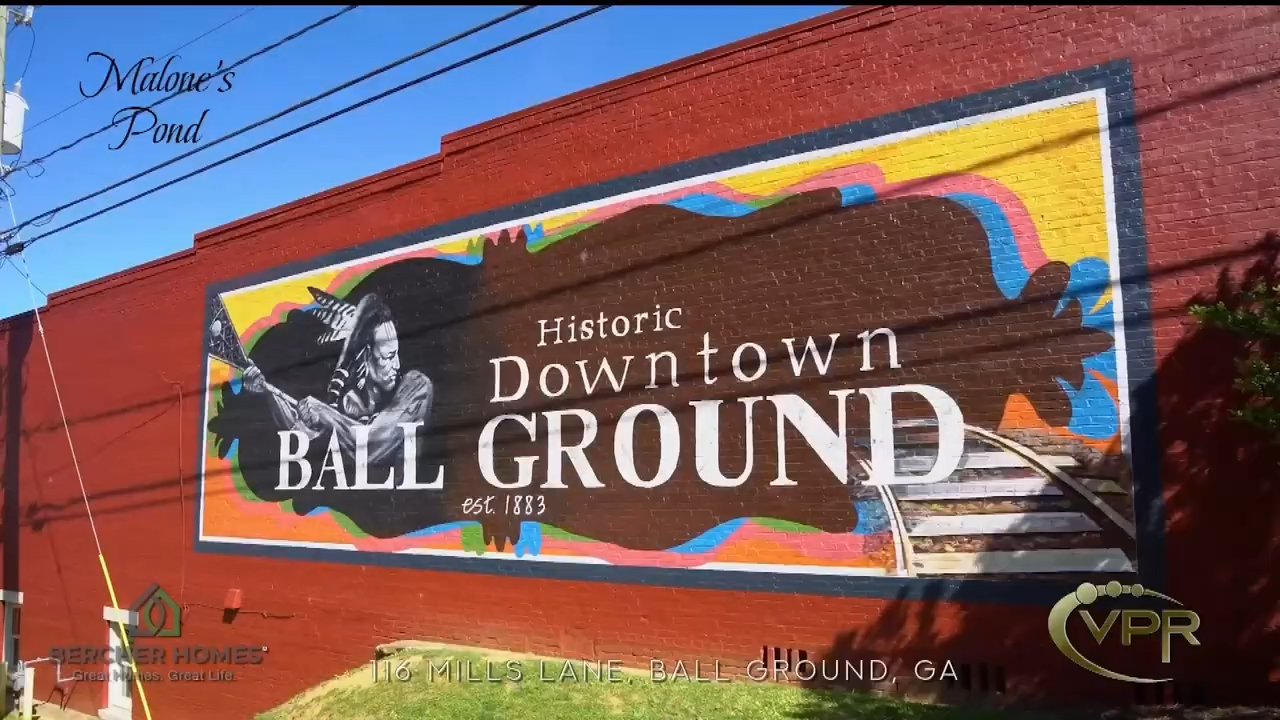 Malone's
Pond
Historic
Downtown
BALL GROUND
est. 1883
BERCHER HOMES
Great Homes. Great Life.
116 MILLS LANE, BALL GROUND, GA
VPR